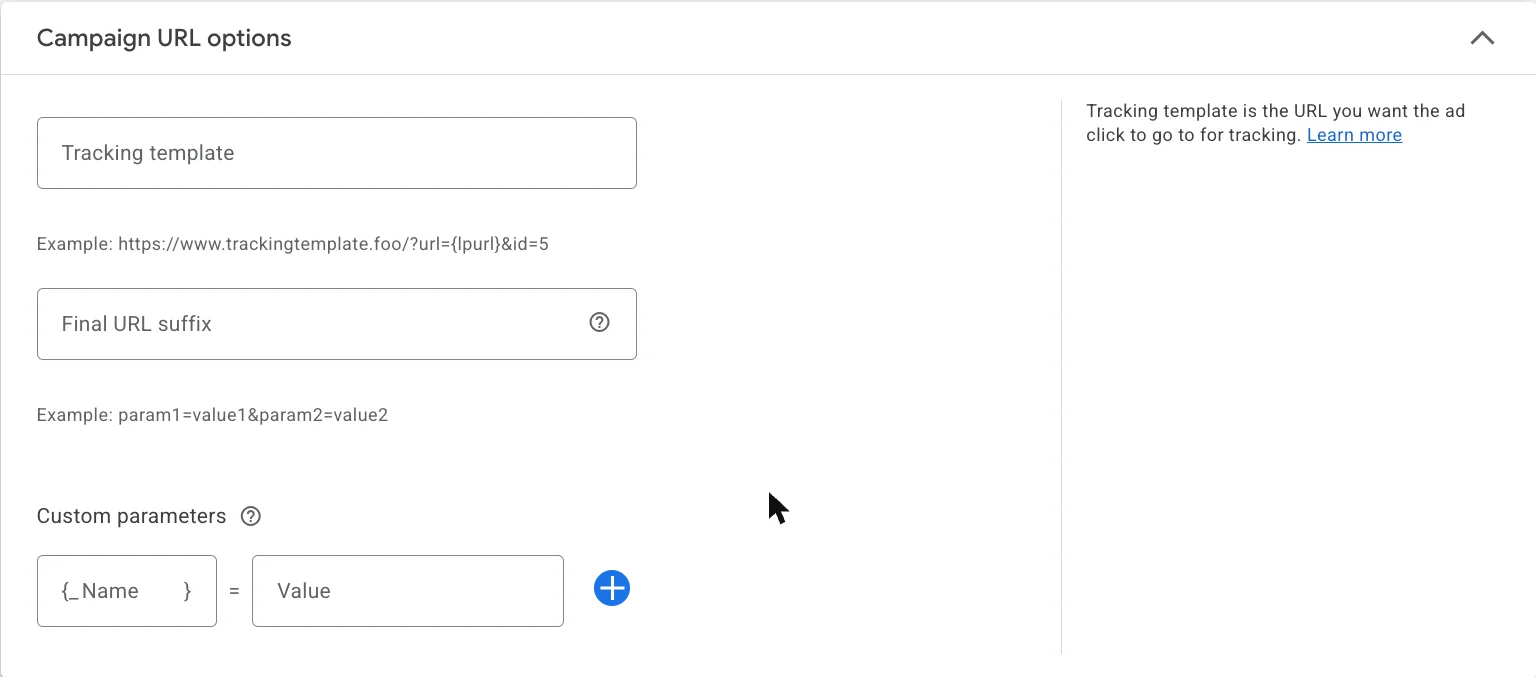 Campaign URL options
Tracking template
Example: https://www.trackingtemplate.foo/?url={lpurl}&id=5
Final URL suffix
Example: param1=value1&param2=value2
Custom parameters
{_Name } = Value
Tracking template is the URL you want the ad
click to go to for tracking. Learn more